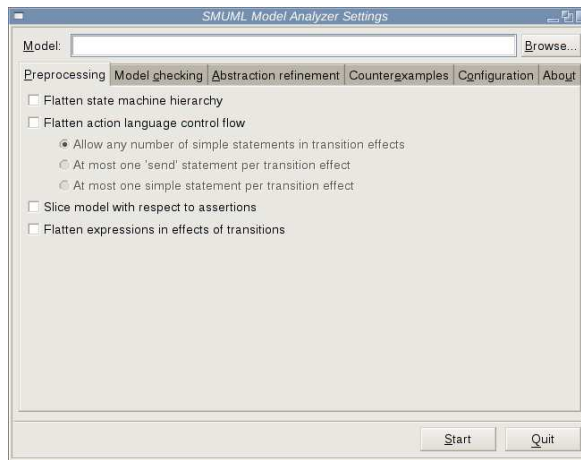 SMUML Model Analyzer Settings
Model: Browse...
Preprocessing Model checking Abstraction refinement Counterexamples Configuration About
Flatten state machine hierarchy
Flatten action language control flow
Allow any number of simple statements in transition effects
At most one 'send' statement per transition effect
At most one simple statement per transition effect
Slice model with respect to assertions
Flatten expressions in effects of transitions
Start Quit